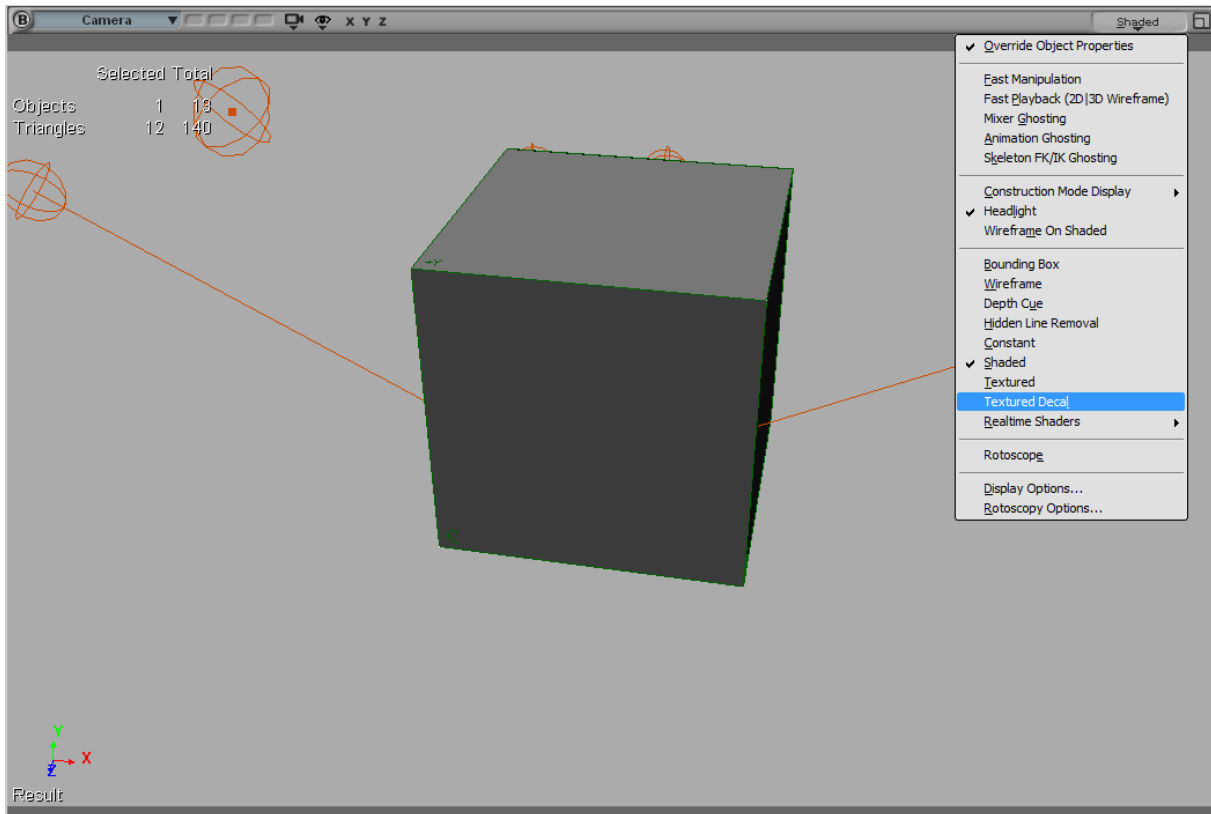 B Camera X Y Z Shaded
Override Object Properties
Fast Manipulation
Fast Playback (2D|3D Wireframe)
Mixer Ghosting
Animation Ghosting
Skeleton FK/IK Ghosting
Construction Mode Display
Headlight
Wireframe On Shaded
Bounding Box
Wireframe
Depth Cue
Hidden Line Removal
Constant
Shaded
Textured
Textured Decal
Realtime Shaders
Rotoscope
Display Options...
Rotoscopy Options...
Selected Total
Objects 1 13
Triangles 12 140
Y
X
Z
Result